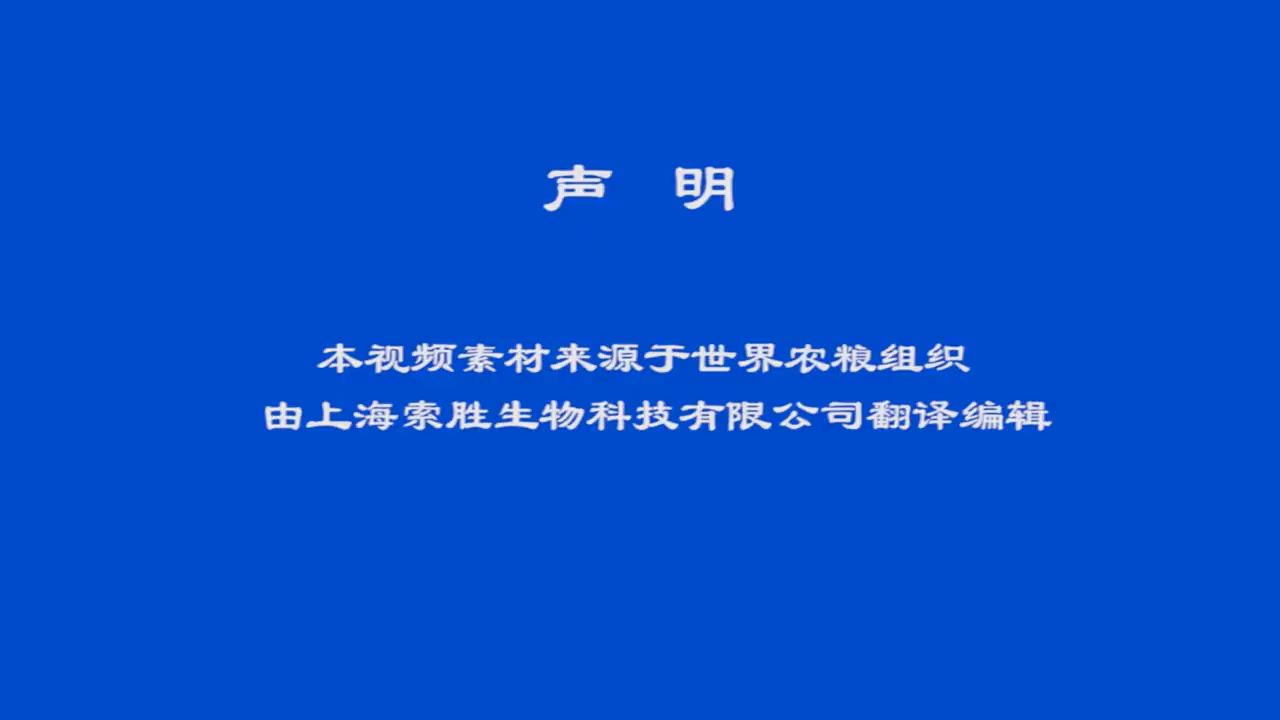 声 明
本视频素材来源于世界农粮组织
由上海索胜生物科技有限公司翻译编辑